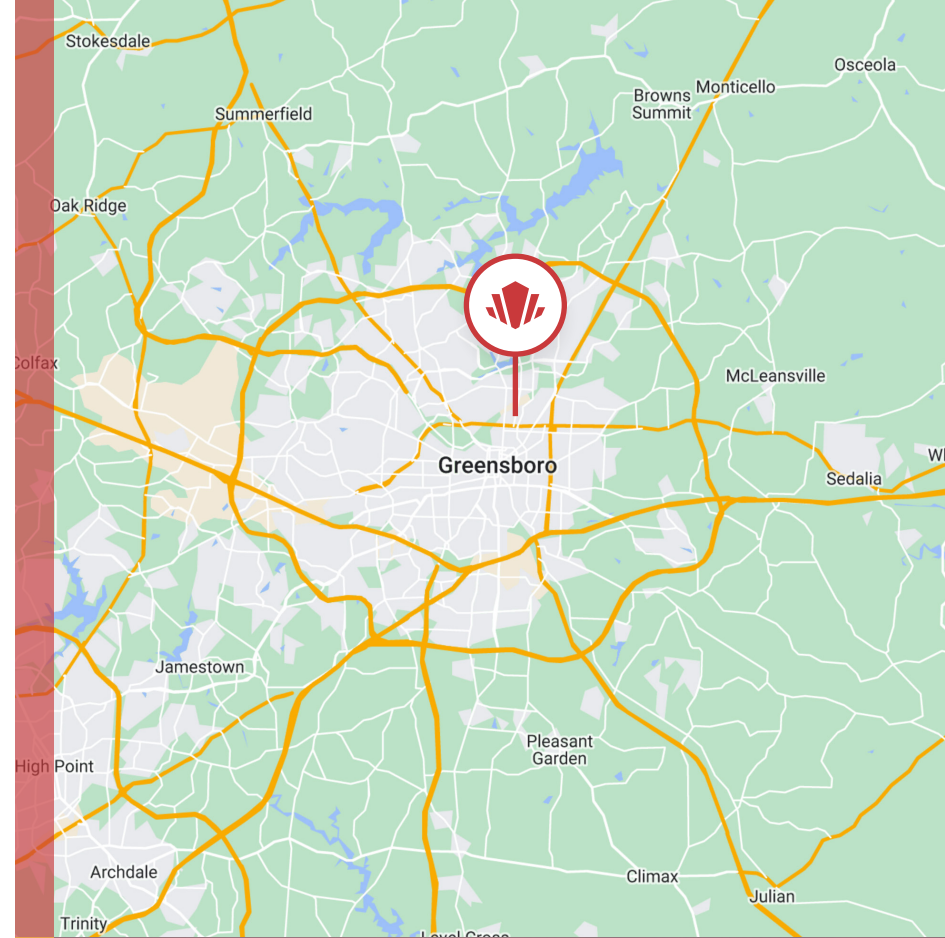 Stokesdale
Osceola
Monticello
Browns
Summit
Summerfield
Oak Ridge
Colfax
McLeansville
Greensboro
Sedalia
Jamestown
Pleasant
Garden
High Point
Archdale
Climax
Julian
Trinity